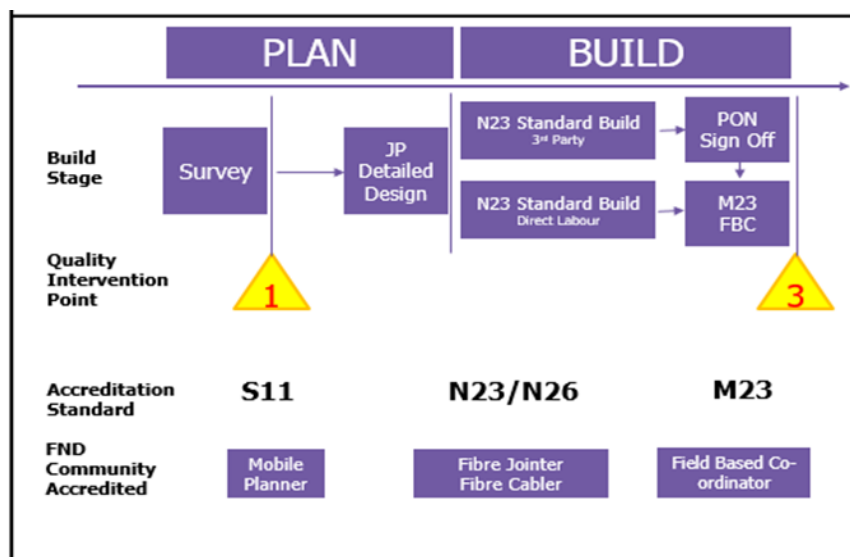 PLAN
BUILD
Build
Stage
Survey
JP
Detailed
Design
N23 Standard Build
3rd Party
PON
Sign Off
N23 Standard Build
Direct Labour
M23
FBC
Quality
Intervention
Point
1
3
Accreditation
Standard
S11
N23/N26
M23
FND
Community
Accredited
Mobile
Planner
Fibre Jointer
Fibre Cabler
Field Based Co-
ordinator